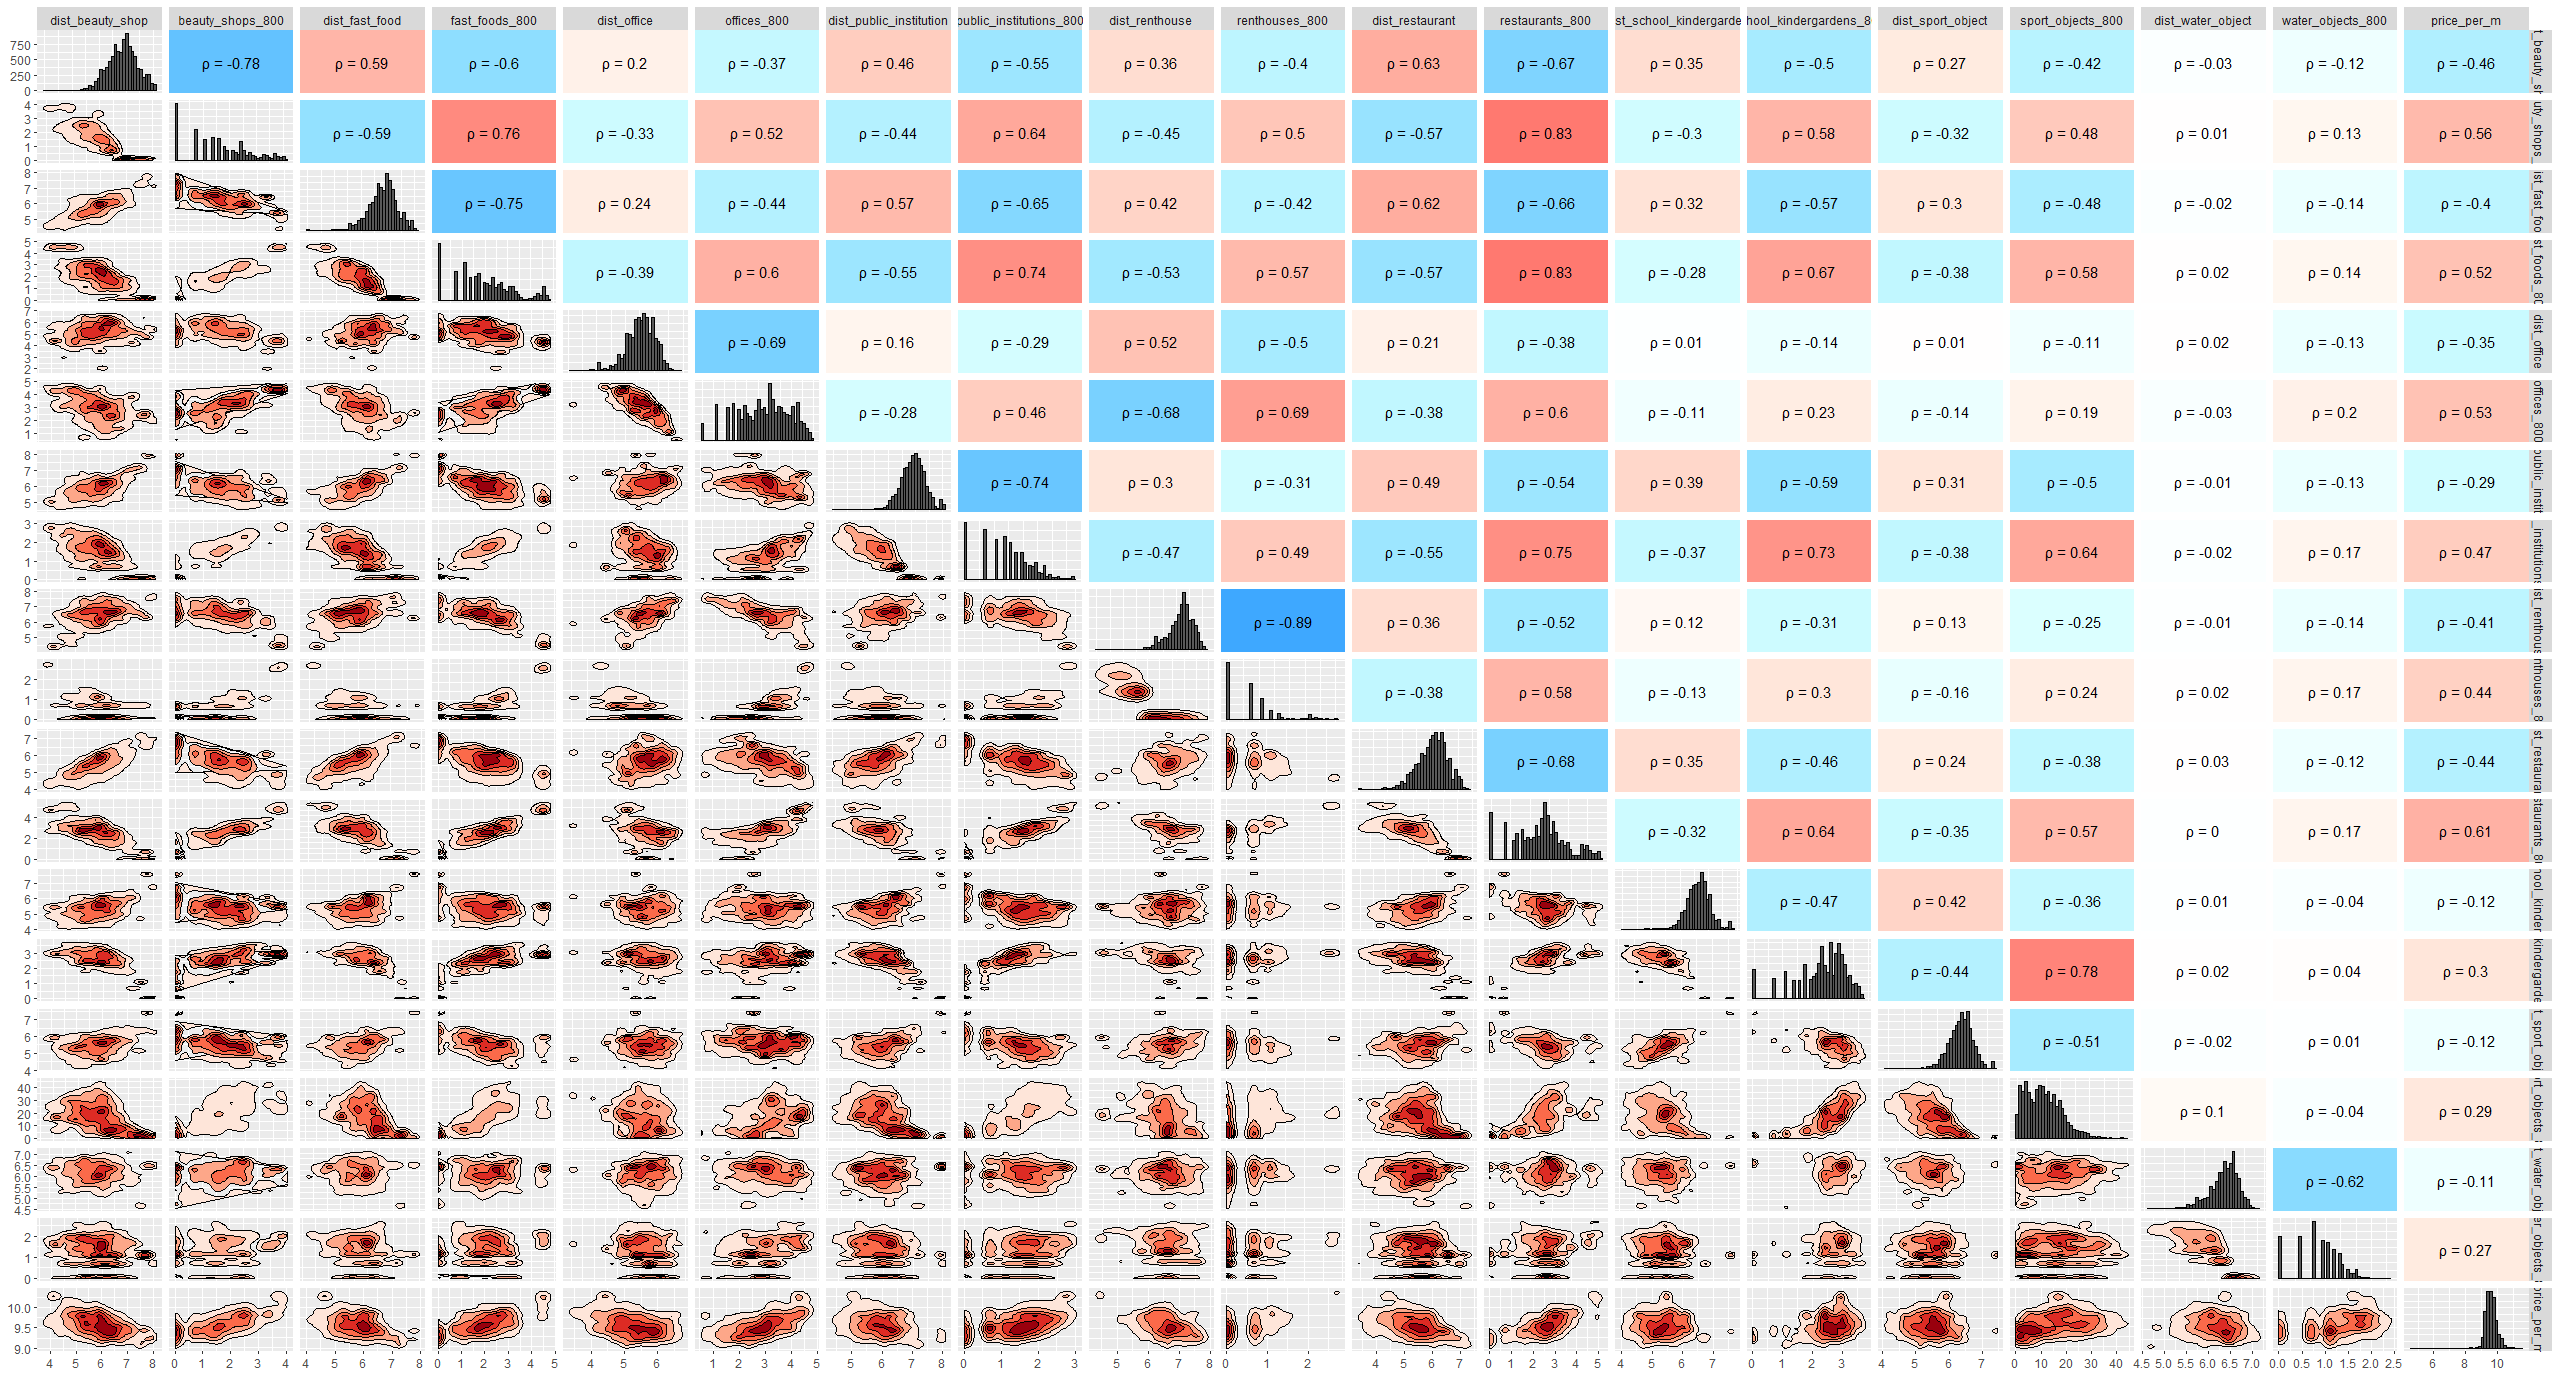 dist_beauty_shop beauty_shops_800 dist_fast_food fast_foods_800 dist_office offices_800 dist_public_institution public_institutions_800 dist_renthouse renthouses_800 dist_restaurant restaurants_800 st_school_kindergarde hool_kindergardens_8 dist_sport_object sport_objects_800 dist_water_object water_objects_800 price_per_m
750
500
250
0
ρ = -0.78 ρ = 0.59 ρ = -0.6 ρ = 0.2 ρ = -0.37 ρ = 0.46 ρ = -0.55 ρ = 0.36 ρ = -0.4 ρ = 0.63 ρ = -0.67 ρ = 0.35 ρ = -0.5 ρ = 0.27 ρ = -0.42 ρ = -0.03 ρ = -0.12 ρ = -0.46
t_beauty_sh
4
3
2
1
0
ρ = -0.59 ρ = 0.76 ρ = -0.33 ρ = 0.52 ρ = -0.44 ρ = 0.64 ρ = -0.45 ρ = 0.5 ρ = -0.57 ρ = 0.83 ρ = -0.3 ρ = 0.58 ρ = -0.32 ρ = 0.48 ρ = 0.01 ρ = 0.13 ρ = 0.56
uty_shops_
8
7
6
5
ρ = -0.75 ρ = 0.24 ρ = -0.44 ρ = 0.57 ρ = -0.65 ρ = 0.42 ρ = -0.42 ρ = 0.62 ρ = -0.66 ρ = 0.32 ρ = -0.57 ρ = 0.3 ρ = -0.48 ρ = -0.02 ρ = -0.14 ρ = -0.4
ist_fast_foo
5
4
3
2
1
0
ρ = -0.39 ρ = 0.6 ρ = -0.55 ρ = 0.74 ρ = -0.53 ρ = 0.57 ρ = -0.57 ρ = 0.83 ρ = -0.28 ρ = 0.67 ρ = -0.38 ρ = 0.58 ρ = 0.02 ρ = 0.14 ρ = 0.52
st_foods_80
7
6
5
4
3
2
ρ = -0.69 ρ = 0.16 ρ = -0.29 ρ = 0.52 ρ = -0.5 ρ = 0.21 ρ = -0.38 ρ = 0.01 ρ = -0.14 ρ = 0.01 ρ = -0.11 ρ = 0.02 ρ = -0.13 ρ = -0.35
dist_office
5
4
3
2
1
ρ = -0.28 ρ = 0.46 ρ = -0.68 ρ = 0.69 ρ = -0.38 ρ = 0.6 ρ = -0.11 ρ = 0.23 ρ = -0.14 ρ = 0.19 ρ = -0.03 ρ = 0.2 ρ = 0.53
offices_800
8
7
6
5
ρ = -0.74 ρ = 0.3 ρ = -0.31 ρ = 0.49 ρ = -0.54 ρ = 0.39 ρ = -0.59 ρ = 0.31 ρ = -0.5 ρ = -0.01 ρ = -0.13 ρ = -0.29
public_instit
3
2
1
0
ρ = -0.47 ρ = 0.49 ρ = -0.55 ρ = 0.75 ρ = -0.37 ρ = 0.73 ρ = -0.38 ρ = 0.64 ρ = -0.02 ρ = 0.17 ρ = 0.47
_institutions
8
7
6
5
ρ = -0.89 ρ = 0.36 ρ = -0.52 ρ = 0.12 ρ = -0.31 ρ = 0.13 ρ = -0.25 ρ = -0.01 ρ = -0.14 ρ = -0.41
ist_renthous
2
1
0
ρ = -0.38 ρ = 0.58 ρ = -0.13 ρ = 0.3 ρ = -0.16 ρ = 0.24 ρ = 0.02 ρ = 0.17 ρ = 0.44
nthouses_8
7
6
5
4
ρ = -0.68 ρ = 0.35 ρ = -0.46 ρ = 0.24 ρ = -0.38 ρ = 0.03 ρ = -0.12 ρ = -0.44
st_restauran
4
2
0
ρ = -0.32 ρ = 0.64 ρ = -0.35 ρ = 0.57 ρ = 0 ρ = 0.17 ρ = 0.61
staurants_8
7
6
5
4
ρ = -0.47 ρ = 0.42 ρ = -0.36 ρ = 0.01 ρ = -0.04 ρ = -0.12
ool_kinder
3
2
1
0
ρ = -0.44 ρ = 0.78 ρ = 0.02 ρ = 0.04 ρ = 0.3
kindergarde
7
6
5
4
ρ = -0.51 ρ = -0.02 ρ = 0.01 ρ = -0.12
t_sport_obj
40
30
20
10
0
ρ = 0.1 ρ = -0.04 ρ = 0.29
rt_objects_
7.0
6.5
6.0
5.5
5.0
4.5
ρ = -0.62 ρ = -0.11
t_water_obj
2
1
0
ρ = 0.27
er_objects_
10.0
9.5
9.0
price_per_m
4 5 6 7 8 0 1 2 3 4 4 5 6 7 8 0 1 2 3 4 5 4 6 1 2 3 4 5 5 6 7 8 0 1 2 3 5 6 7 8 0 1 2 4 5 6 7 0 1 2 3 4 5 4 5 6 7 0 1 2 3 4 5 6 7 0 10 20 30 40 4.5 5.0 5.5 6.0 6.5 7.0 0.0 0.5 1.0 1.5 2.0 2.5 6 8 10